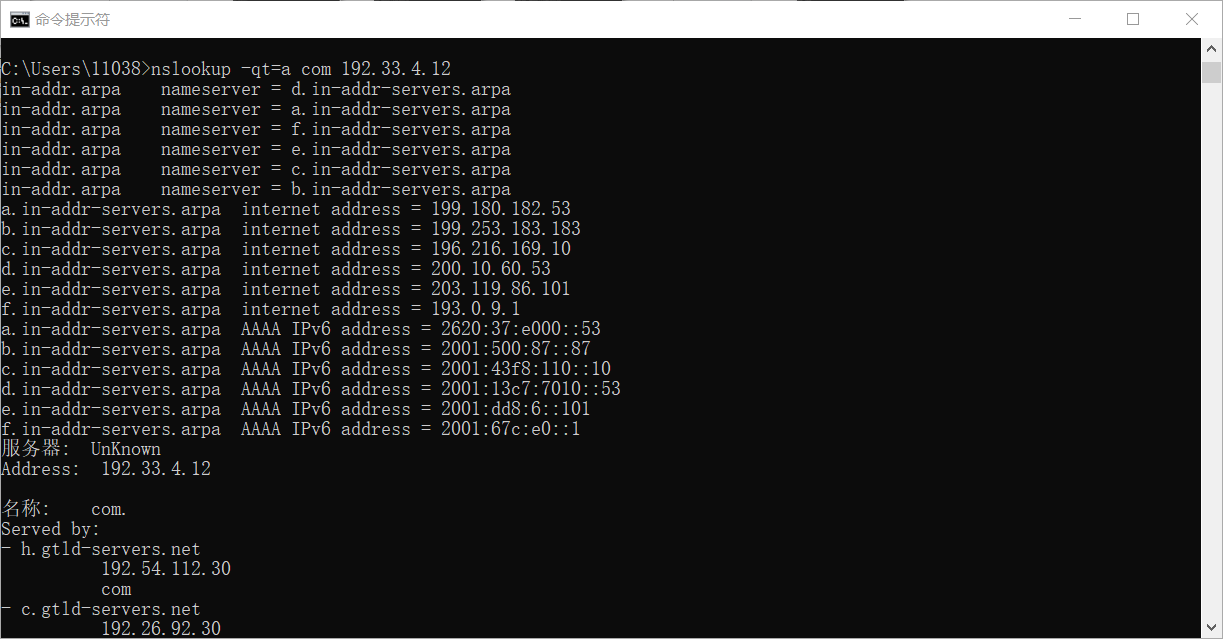 命令提示符
C:\Users\11038>nslookup -qt=a com 192.33.4.12
in-addr.arpa    nameserver = d.in-addr-servers.arpa
in-addr.arpa    nameserver = a.in-addr-servers.arpa
in-addr.arpa    nameserver = f.in-addr-servers.arpa
in-addr.arpa    nameserver = e.in-addr-servers.arpa
in-addr.arpa    nameserver = c.in-addr-servers.arpa
in-addr.arpa    nameserver = b.in-addr-servers.arpa
a.in-addr-servers.arpa  internet address = 199.180.182.53
b.in-addr-servers.arpa  internet address = 199.253.183.183
c.in-addr-servers.arpa  internet address = 196.216.169.10
d.in-addr-servers.arpa  internet address = 200.10.60.53
e.in-addr-servers.arpa  internet address = 203.119.86.101
f.in-addr-servers.arpa  internet address = 193.0.9.1
a.in-addr-servers.arpa  AAAA IPv6 address = 2620:37:e000::53
b.in-addr-servers.arpa  AAAA IPv6 address = 2001:500:87::87
c.in-addr-servers.arpa  AAAA IPv6 address = 2001:43f8:110::10
d.in-addr-servers.arpa  AAAA IPv6 address = 2001:13c7:7010::53
e.in-addr-servers.arpa  AAAA IPv6 address = 2001:dd8:6::101
f.in-addr-servers.arpa  AAAA IPv6 address = 2001:67c:e0::1
服务器:  UnKnown
Address:  192.33.4.12
名称:    com.
Served by:
- h.gtld-servers.net
192.54.112.30
com
- c.gtld-servers.net
192.26.92.30